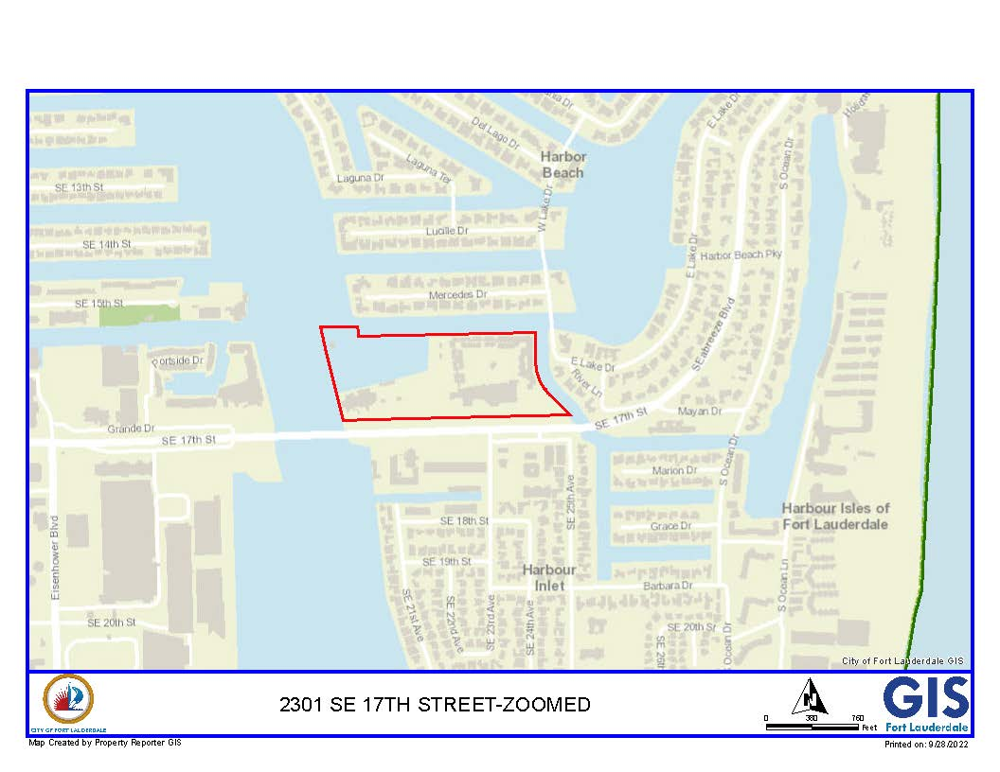 Del Lago Dr
E Lake Dr
Harbor
Beach
S Ocean Dr
Laguna Ter
Laguna Dr
SE 13th St
W Lake Dr
Lucille Dr
SE 14th St
E Lake Dr
Harbor Beach Pky
Mercedes Dr
SE 15th St
Seabreeze Blvd
ortside Dr
E Lake Dr
River Ln
SE 17th St
Mayan Dr
Grande Dr
SE 17th St
S Ocean Dr
Marion Dr
SE 25th Ave
Harbour Isles of
Fort Lauderdale
SE 18th St
Grace Dr
Eisenhower Blvd
SE 19th St
Harbour
Inlet
S Ocean Ln
Barbara Dr
SE 21st Ave
SE 22nd Ave
SE 23rd Ave
SE 24th Ave
SE 20th St
SE 20th St
SE 26th
Ocean Dr
City of Fort Lauderdale GIS
CITY OF FORT LAUDERDALE
2301 SE 17TH STREET-ZOOMED
N
0 380 760
Feet
GIS
Fort Lauderdale
Map Created by Property Reporter GIS
Printed on: 9/28/2022